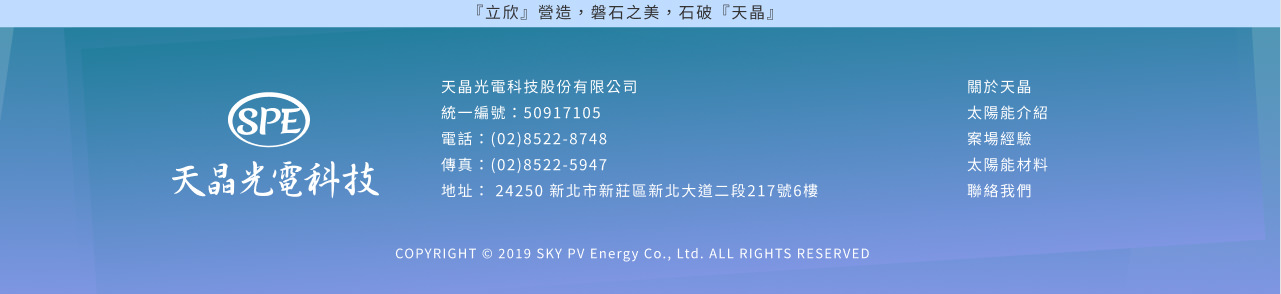 『立欣』營造，磐石之美，石破『天晶』
SPE
天晶光電科技
天晶光電科技股份有限公司
統一編號：50917105
電話：(02)8522-8748
傳真：(02)8522-5947
地址： 24250 新北市新莊區新北大道二段217號6樓
關於天晶
太陽能介紹
案場經驗
太陽能材料
聯絡我們
COPYRIGHT © 2019 SKY PV Energy Co., Ltd. ALL RIGHTS RESERVED